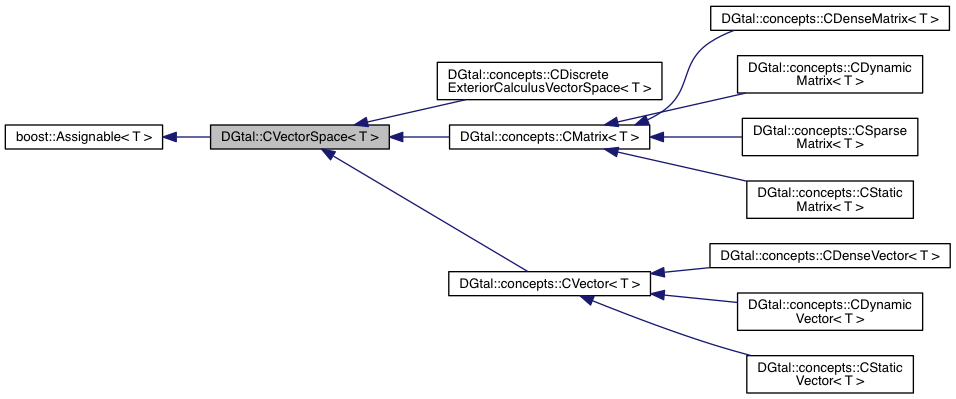 DGtal::concepts::CDenseMatrix< T >
DGtal::concepts::CDynamic
Matrix< T >
DGtal::concepts::CDiscrete
ExteriorCalculusVectorSpace< T >
boost::Assignable< T >
DGtal::CVectorSpace< T >
DGtal::concepts::CMatrix< T >
DGtal::concepts::CSparse
Matrix< T >
DGtal::concepts::CStatic
Matrix< T >
DGtal::concepts::CDenseVector< T >
DGtal::concepts::CVector< T >
DGtal::concepts::CDynamic
Vector< T >
DGtal::concepts::CStatic
Vector< T >